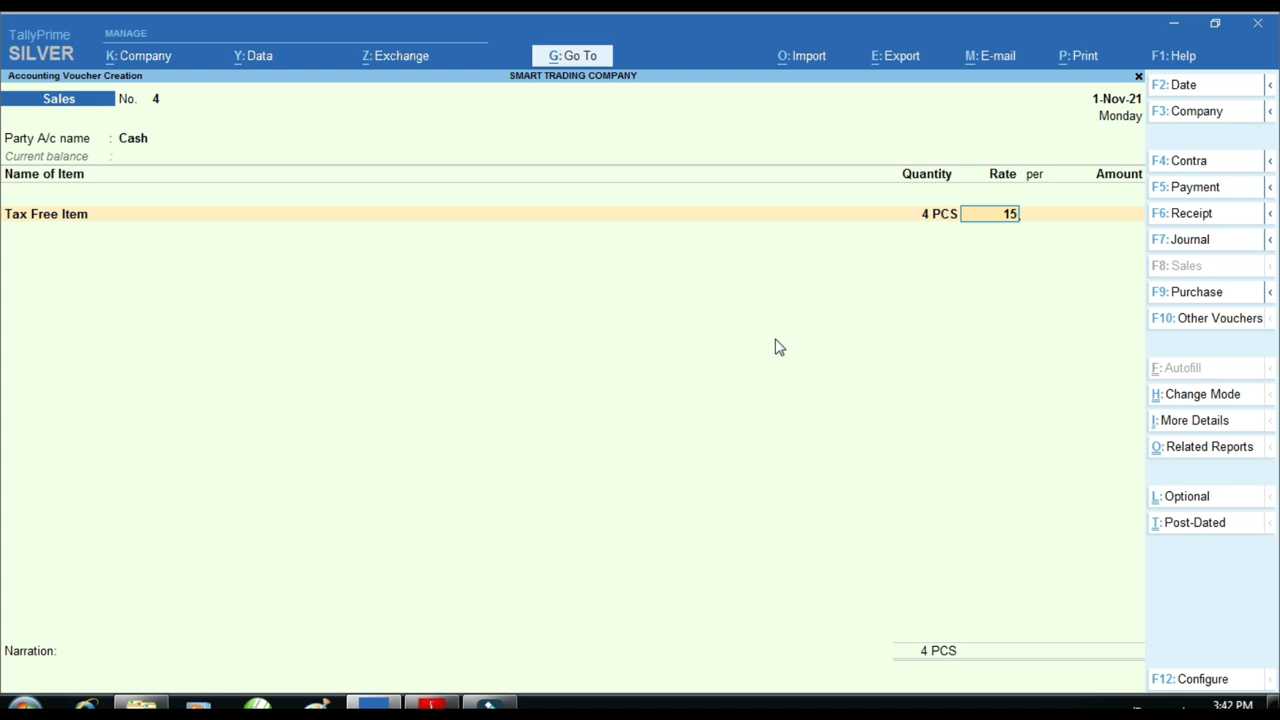 TallyPrime
SILVER
MANAGE
K: Company
Y: Data
Z: Exchange
G: Go To
O: Import
E: Export
M: E-mail
P: Print
F1: Help
Accounting Voucher Creation
SMART TRADING COMPANY
Sales No. 4
1-Nov-21
Monday
Party A/c name : Cash
Current balance :
Name of Item Quantity Rate per Amount
Tax Free Item 4 PCS 15
Narration: 4 PCS
F2: Date
F3: Company
F4: Contra
F5: Payment
F6: Receipt
F7: Journal
F8: Sales
F9: Purchase
F10: Other Vouchers
F: Autofill
H: Change Mode
I: More Details
O: Related Reports
L: Optional
T: Post-Dated
F12: Configure
3:42 PM